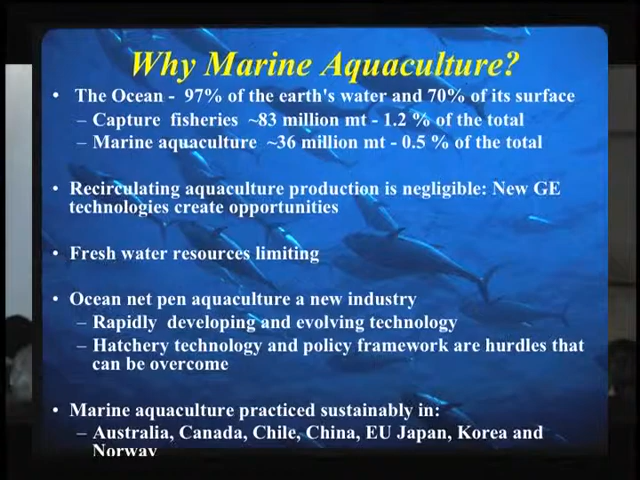 Why Marine Aquaculture?
• The Ocean - 97% of the earth's water and 70% of its surface
– Capture fisheries ~83 million mt - 1.2 % of the total
– Marine aquaculture ~36 million mt - 0.5 % of the total
• Recirculating aquaculture production is negligible: New GE
technologies create opportunities
• Fresh water resources limiting
• Ocean net pen aquaculture a new industry
– Rapidly developing and evolving technology
– Hatchery technology and policy framework are hurdles that
can be overcome
• Marine aquaculture practiced sustainably in:
– Australia, Canada, Chile, China, EU Japan, Korea and
Norway